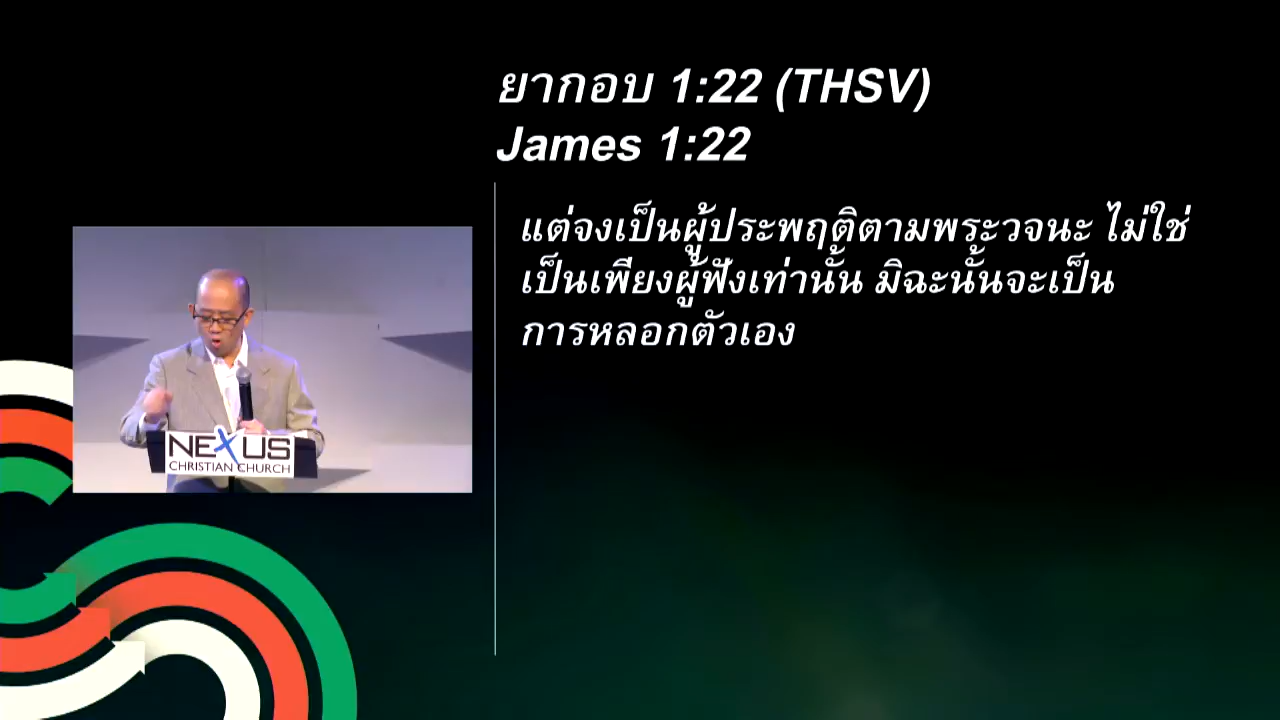 ยากอบ 1:22 (THSV)
James 1:22
แต่จงเป็นผู้ประพฤติตามพระวจนะ ไม่ใช่
เป็นเพียงผู้ฟังเท่านั้น มิฉะนั้นจะเป็น
การหลอกตัวเอง
NEXUS
CHRISTIAN CHURCH